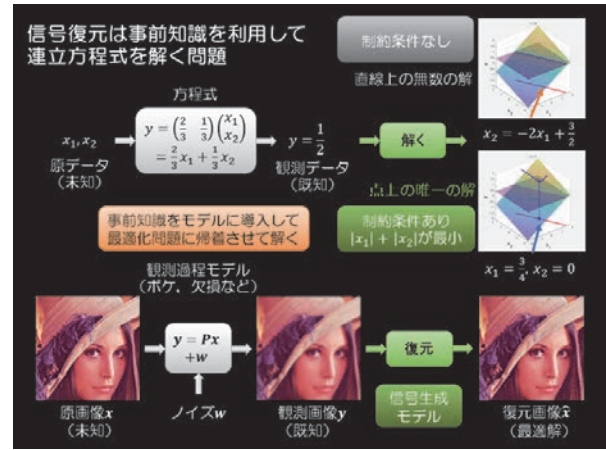 信号復元は事前知識を利用して
連立方程式を解く問題
制約条件なし
直線上の無数の解
方程式
x₁, x₂
原データ
(未知)
y = (2/3 1/3)(x₁ x₂)
= 2/3 x₁ + 1/3 x₂
y = 1/2
観測データ
(既知)
解く
x₂ = −2x₁ + 3/2
点上の唯一の解
事前知識をモデルに導入して
最適化問題に帰着させて解く
制約条件あり
|x₁| + |x₂|が最小
x₁ = 3/4, x₂ = 0
観測過程モデル
(ボケ、欠損など)
y = Px
+w
復元
原画像x
(未知)
ノイズw
観測画像y
(既知)
信号生成
モデル
復元画像x̂
(最適解)